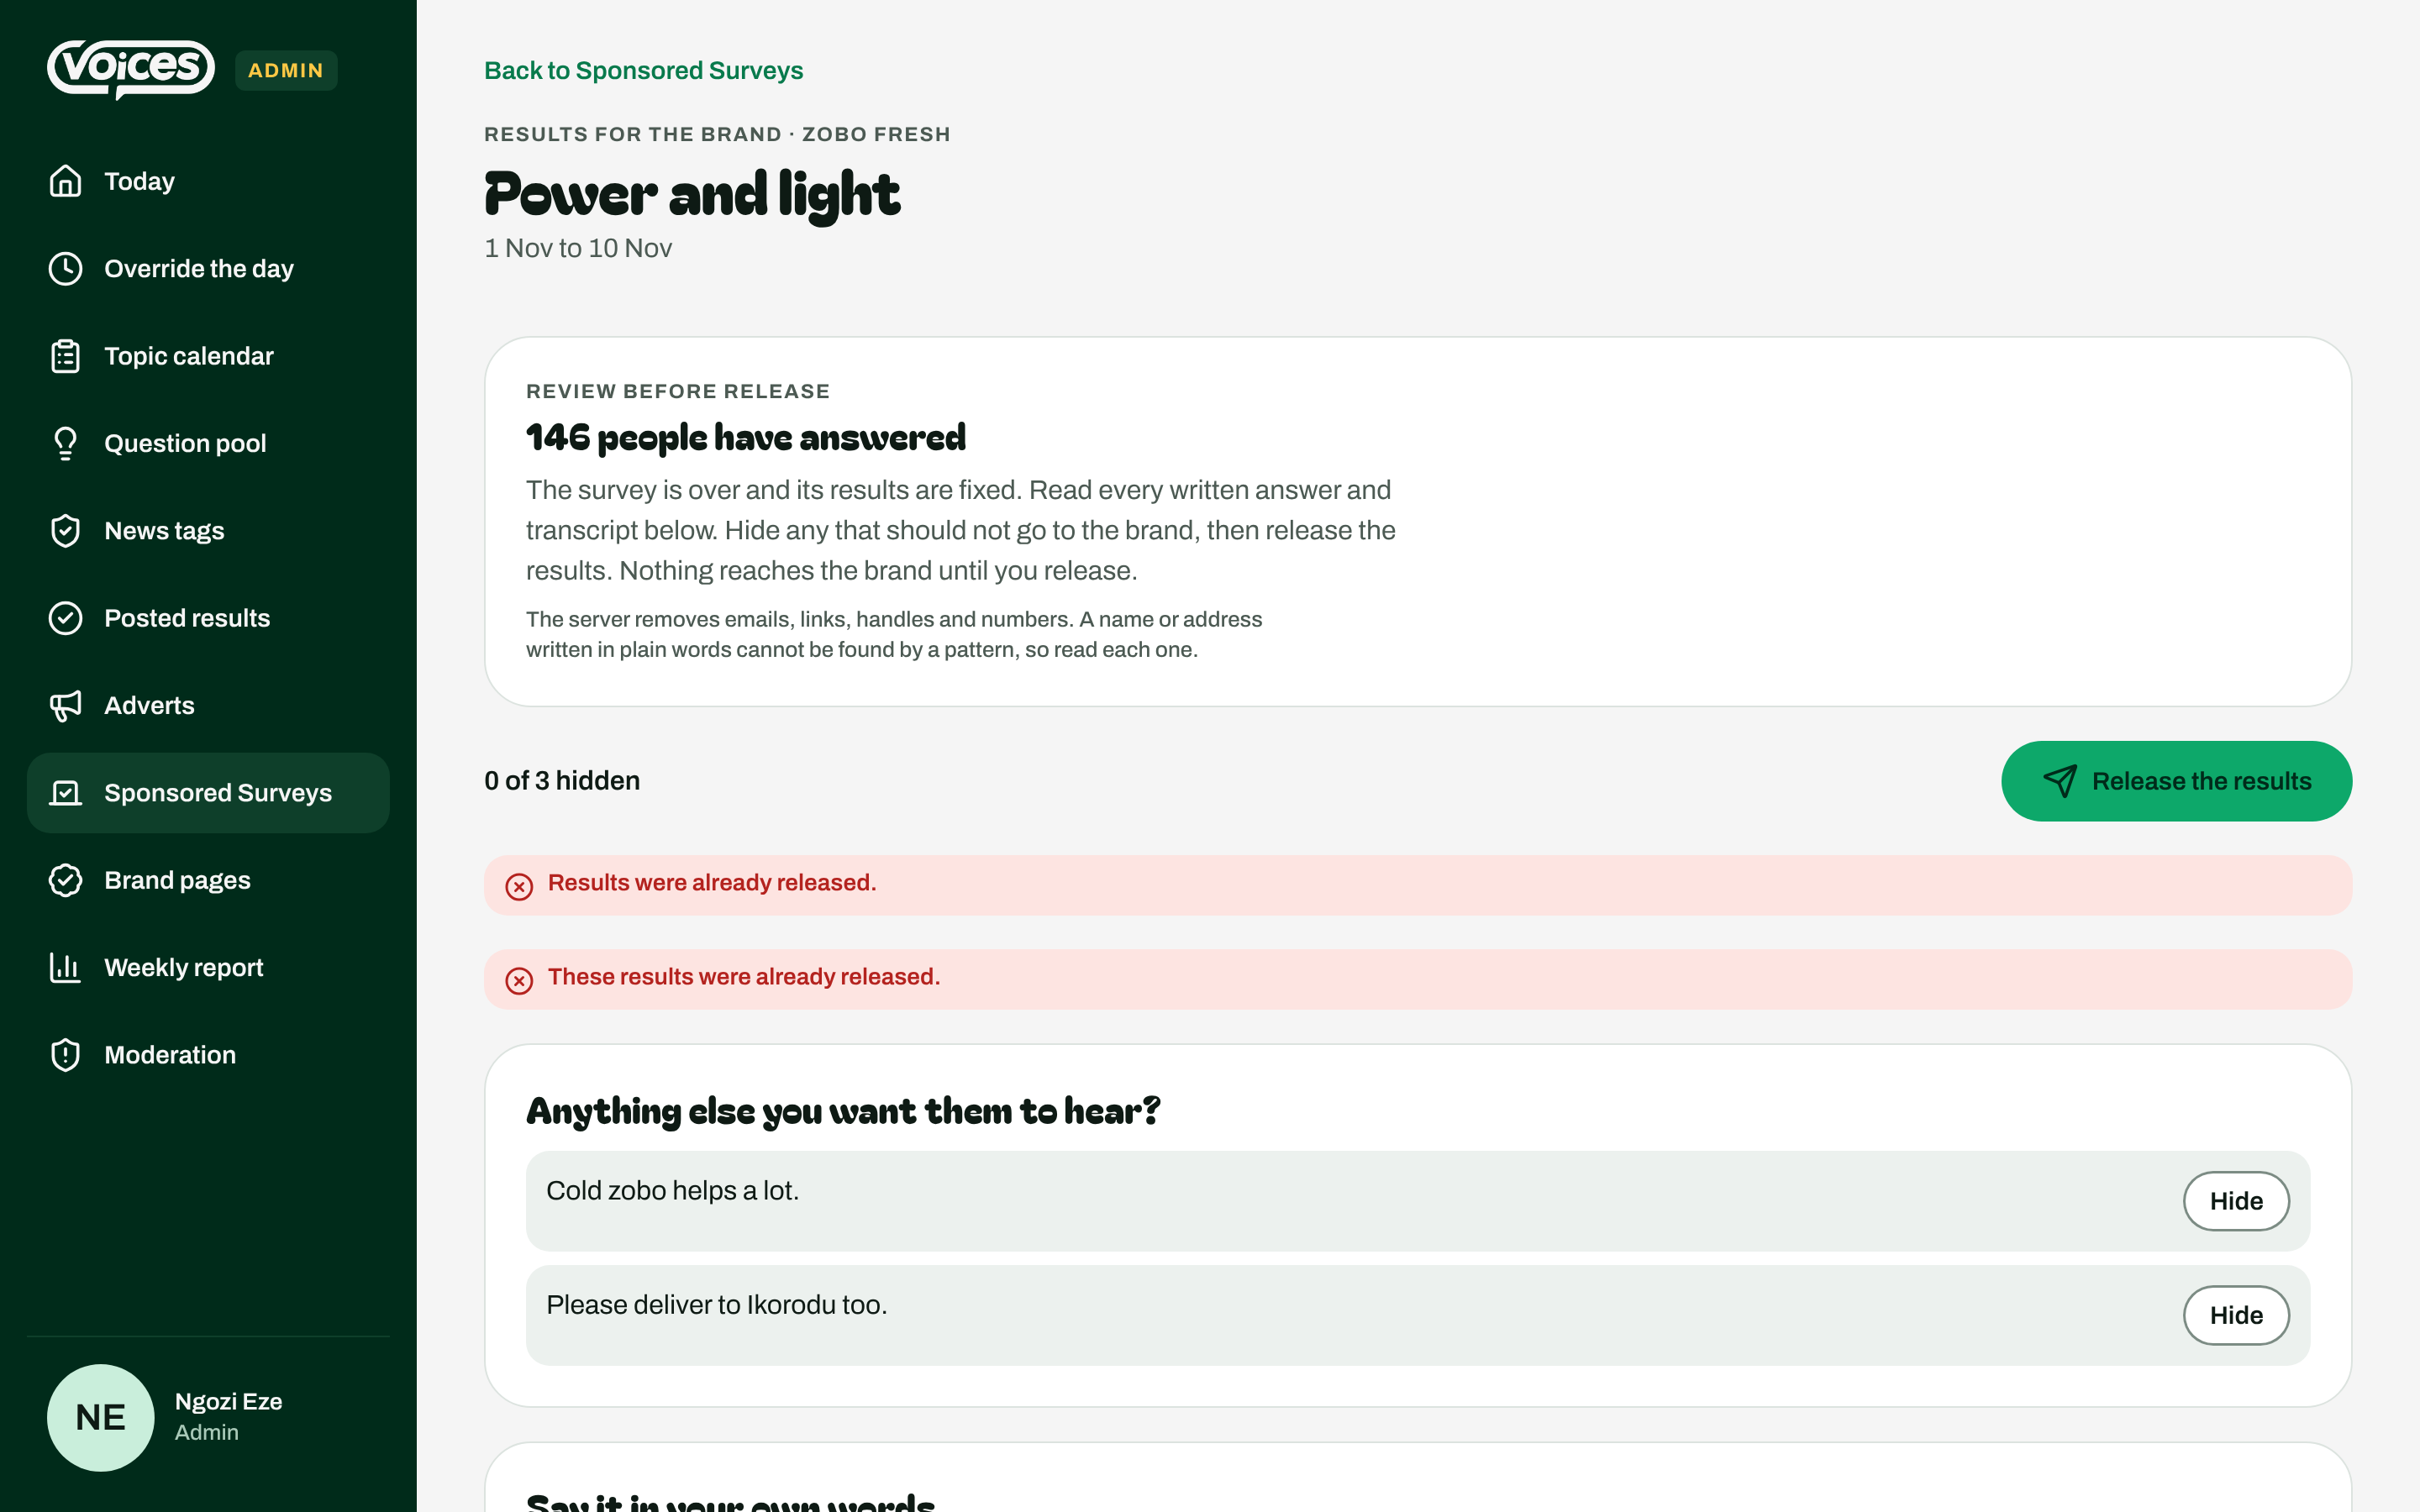 Voices
ADMIN
Today
Override the day
Topic calendar
Question pool
News tags
Posted results
Adverts
Sponsored Surveys
Brand pages
Weekly report
Moderation
NE
Ngozi Eze
Admin
Back to Sponsored Surveys
RESULTS FOR THE BRAND · ZOBO FRESH
Power and light
1 Nov to 10 Nov
REVIEW BEFORE RELEASE
146 people have answered
The survey is over and its results are fixed. Read every written answer and
transcript below. Hide any that should not go to the brand, then release the
results. Nothing reaches the brand until you release.
The server removes emails, links, handles and numbers. A name or address
written in plain words cannot be found by a pattern, so read each one.
0 of 3 hidden
Release the results
Results were already released.
These results were already released.
Anything else you want them to hear?
Cold zobo helps a lot.
Hide
Please deliver to Ikorodu too.
Hide
Say it in your own words